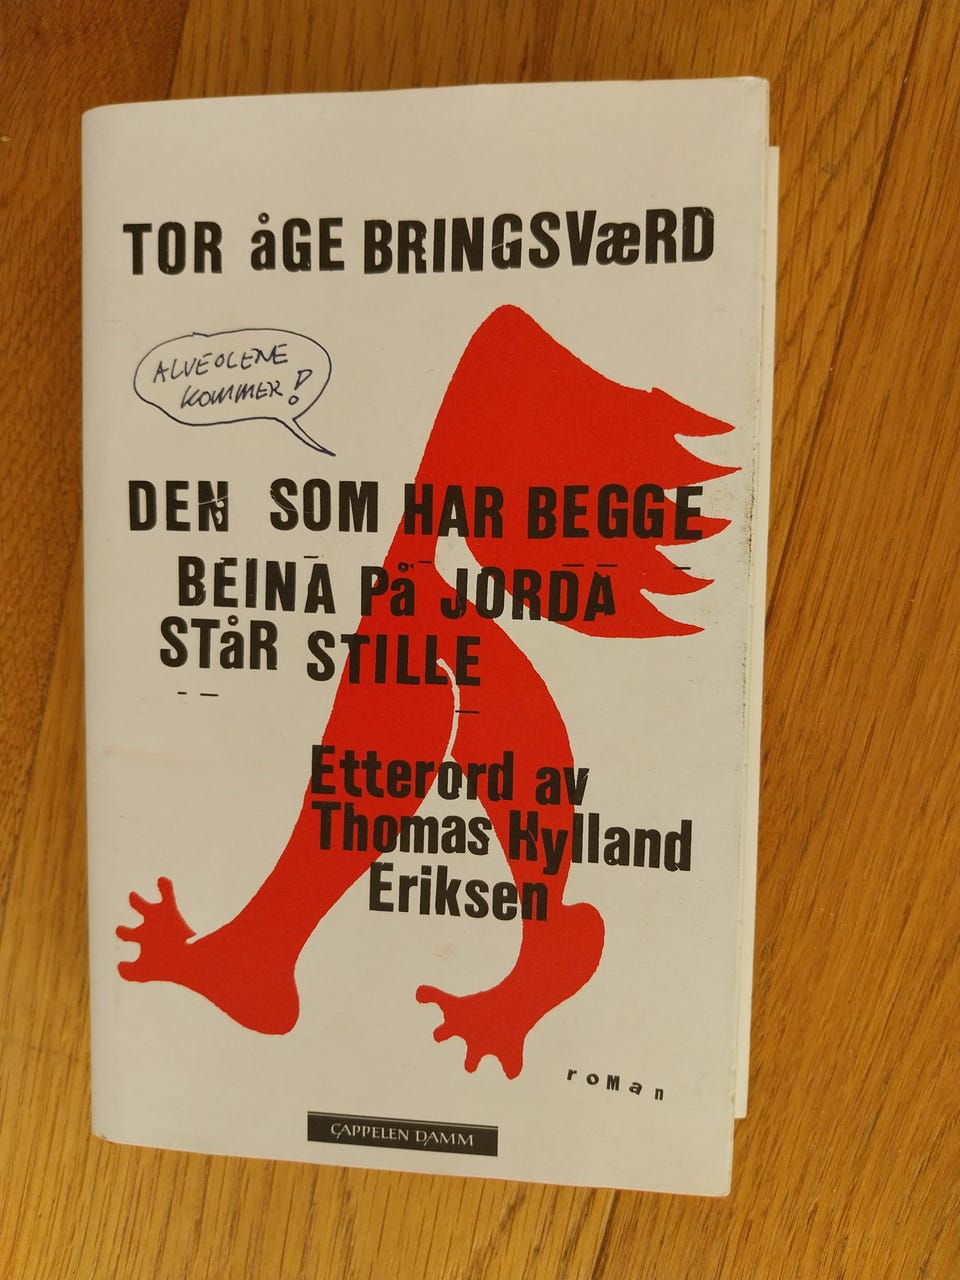 TOR åGE BRINGSVæRD
ALVEOLENE
KOMMER!
DEN SOM HAR BEGGE
BEINA På JORDA
STåR STILLE
Etterord av
Thomas Hylland
Eriksen
roMan
CAPPELEN DAMM